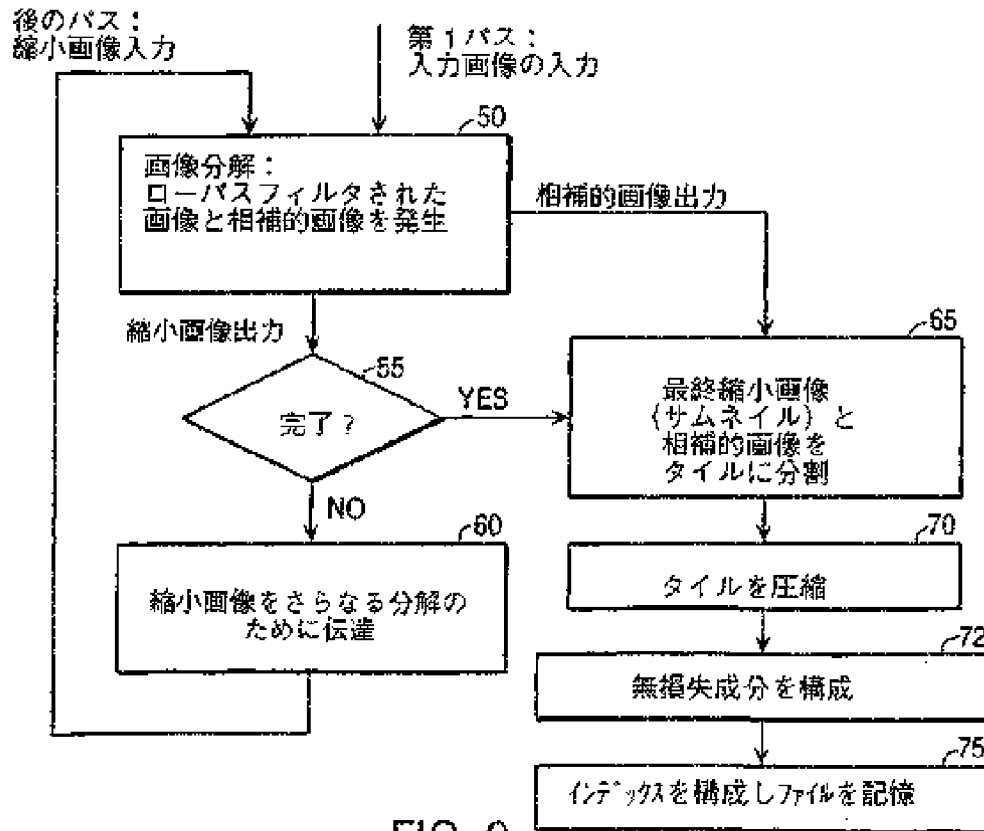 後のパス：
縮小画像入力
第1パス：
入力画像の入力
50
画像分解：
ローパスフィルタされた
画像と相補的画像を発生
相補的画像出力
縮小画像出力
55
完了？
YES
NO
65
最終縮小画像
(サムネイル) と
相補的画像を
タイルに分割
60
縮小画像をさらなる分解の
ために伝達
70
タイルを圧縮
72
無損失成分を構成
75
インデックスを構成しファイルを記憶
FIG.